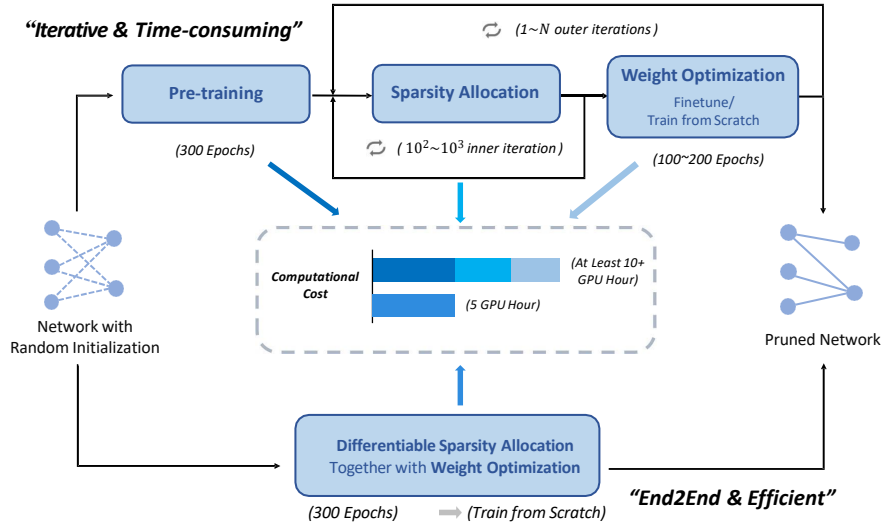 “Iterative & Time-consuming”
(1~N outer iterations)
Pre-training
Sparsity Allocation
Weight Optimization
Finetune/
Train from Scratch
(300 Epochs)
( 10²~10³ inner iteration)
(100~200 Epochs)
Computational
Cost
(At Least 10+
GPU Hour)
(5 GPU Hour)
Network with
Random Initialization
Pruned Network
Differentiable Sparsity Allocation
Together with Weight Optimization
(300 Epochs)
(Train from Scratch)
“End2End & Efficient”